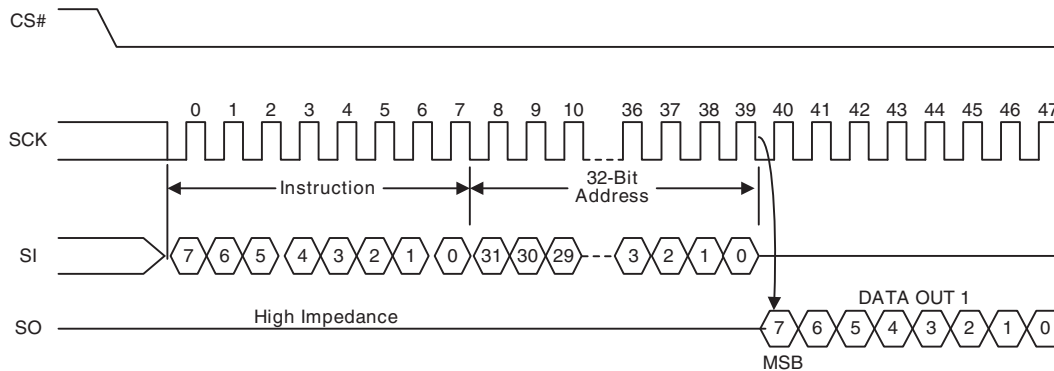 CS#
0 1 2 3 4 5 6 7 8 9 10 36 37 38 39 40 41 42 43 44 45 46 47
SCK
Instruction
32-Bit
Address
SI
7 6 5 4 3 2 1 0 31 30 29 3 2 1 0
DATA OUT 1
High Impedance
SO
7 6 5 4 3 2 1 0
MSB